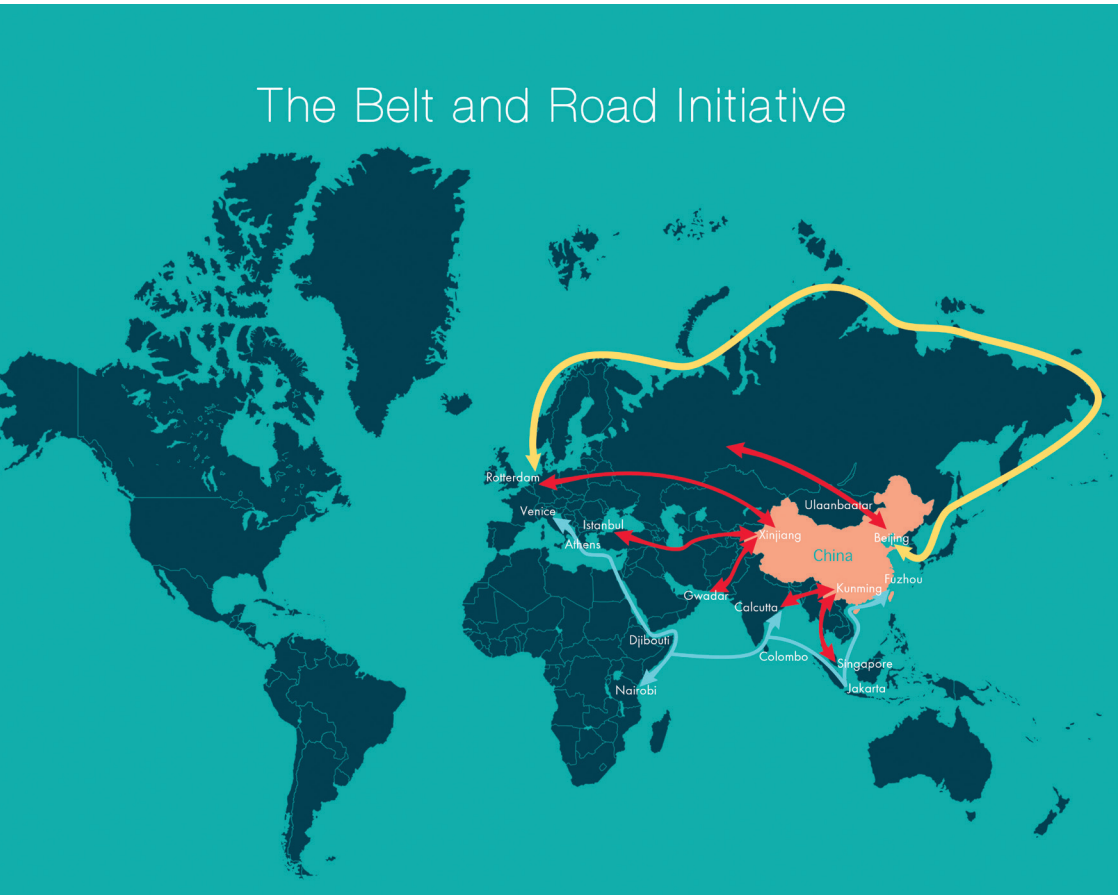 The Belt and Road Initiative
Rotterdam
Venice
Istanbul
Athens
Ulaanbaatar
Xinjiang
Beijing
China
Fuzhou
Gwadar
Calcutta
Kunming
Djibouti
Colombo
Singapore
Nairobi
Jakarta